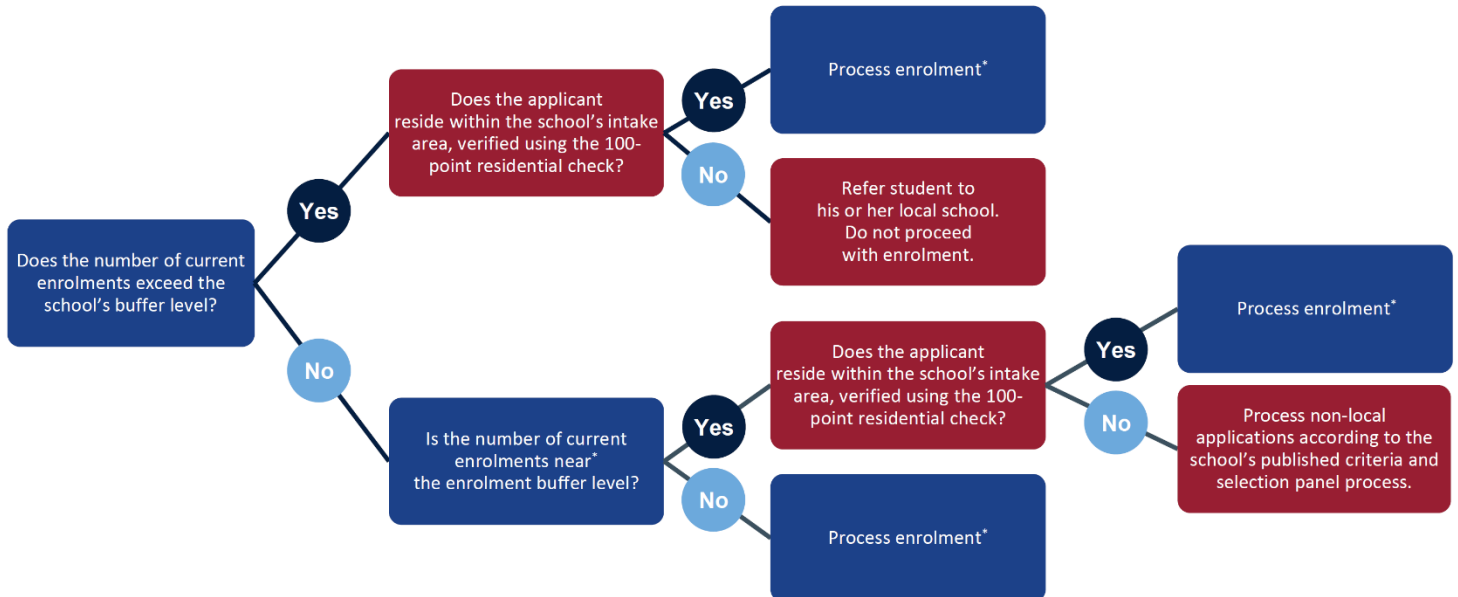 Does the number of current
enrolments exceed the
school’s buffer level?
Yes
Does the applicant
reside within the school’s intake
area, verified using the 100-
point residential check?
Yes
Process enrolment*
No
Refer student to
his or her local school.
Do not proceed
with enrolment.
No
Is the number of current
enrolments near*
the enrolment buffer level?
Yes
Does the applicant
reside within the school’s intake
area, verified using the 100-
point residential check?
Yes
Process enrolment*
No
Process non-local
applications according to the
school’s published criteria and
selection panel process.
No
Process enrolment*